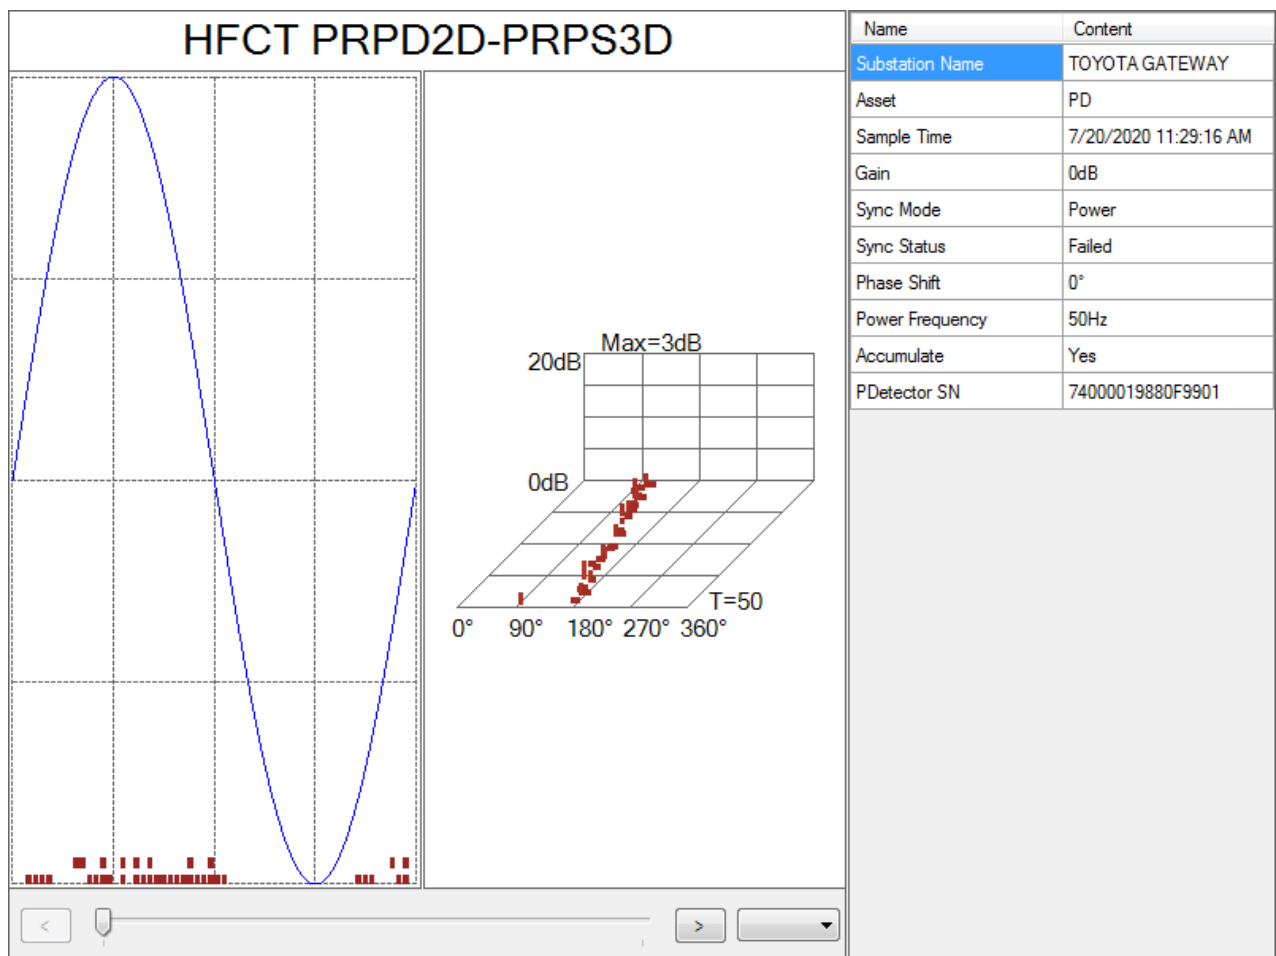 HFCT PRPD2D-PRPS3D
Max=3dB
20dB
0dB
T=50
0° 90° 180° 270° 360°
< >
Name Content
Substation Name TOYOTA GATEWAY
Asset PD
Sample Time 7/20/2020 11:29:16 AM
Gain 0dB
Sync Mode Power
Sync Status Failed
Phase Shift 0°
Power Frequency 50Hz
Accumulate Yes
PDetector SN 74000019880F9901